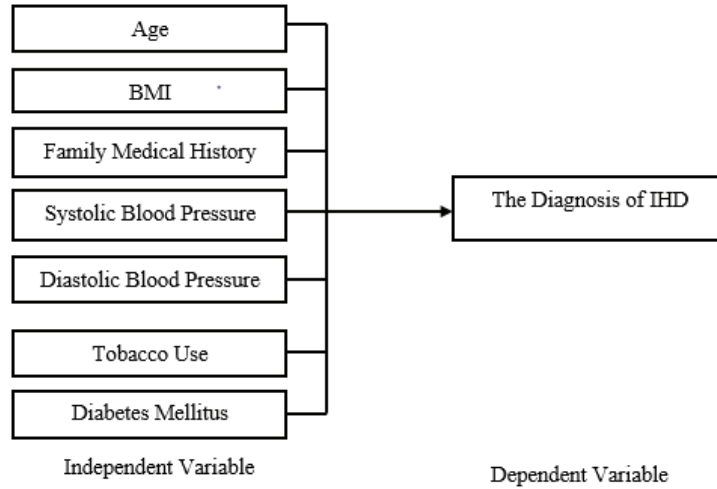 Age
BMI
Family Medical History
Systolic Blood Pressure
Diastolic Blood Pressure
Tobacco Use
Diabetes Mellitus
Independent Variable
The Diagnosis of IHD
Dependent Variable